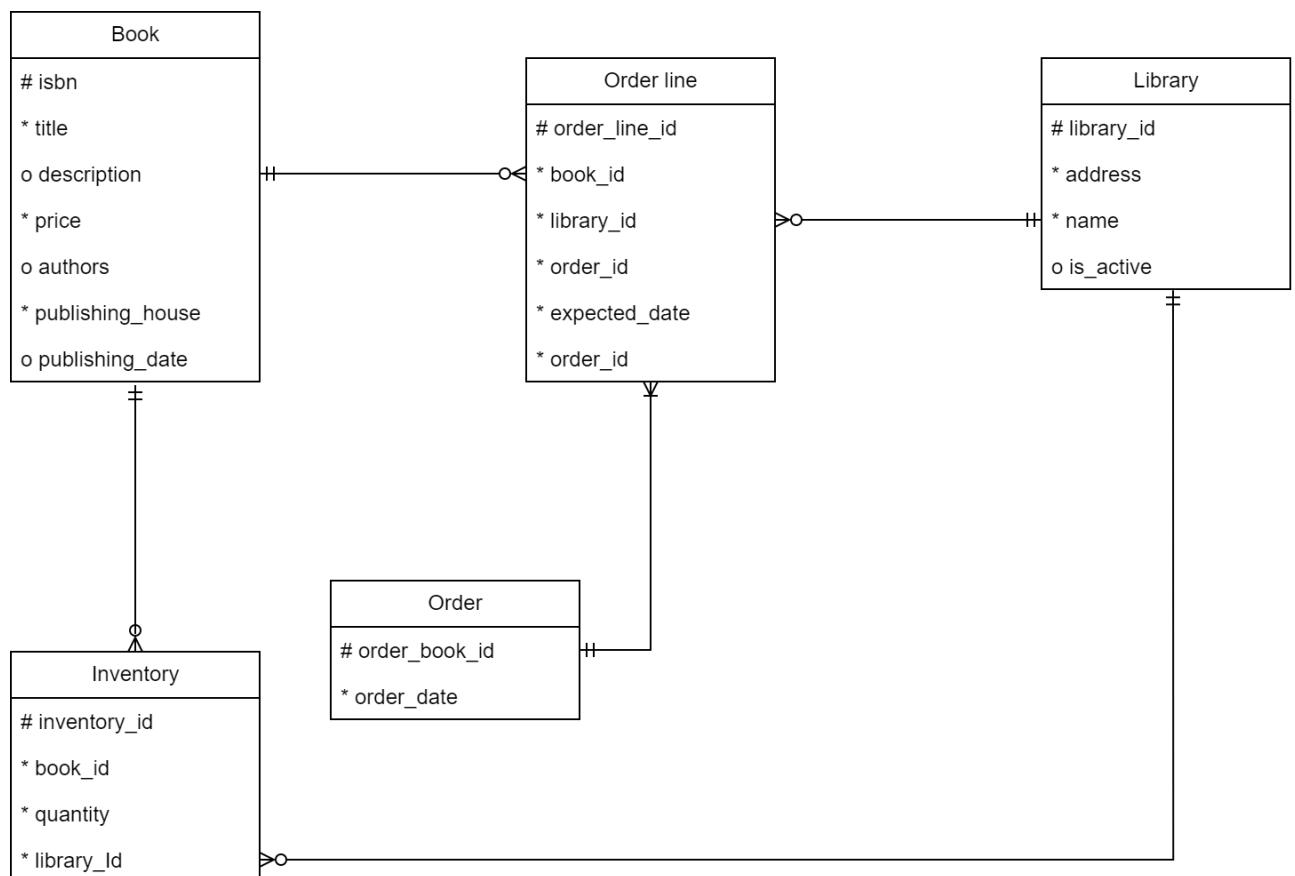 Book
# isbn
* title
o description
* price
o authors
* publishing_house
o publishing_date
Order line
# order_line_id
* book_id
* library_id
* order_id
* expected_date
* order_id
Library
# library_id
* address
* name
o is_active
Order
# order_book_id
* order_date
Inventory
# inventory_id
* book_id
* quantity
* library_Id